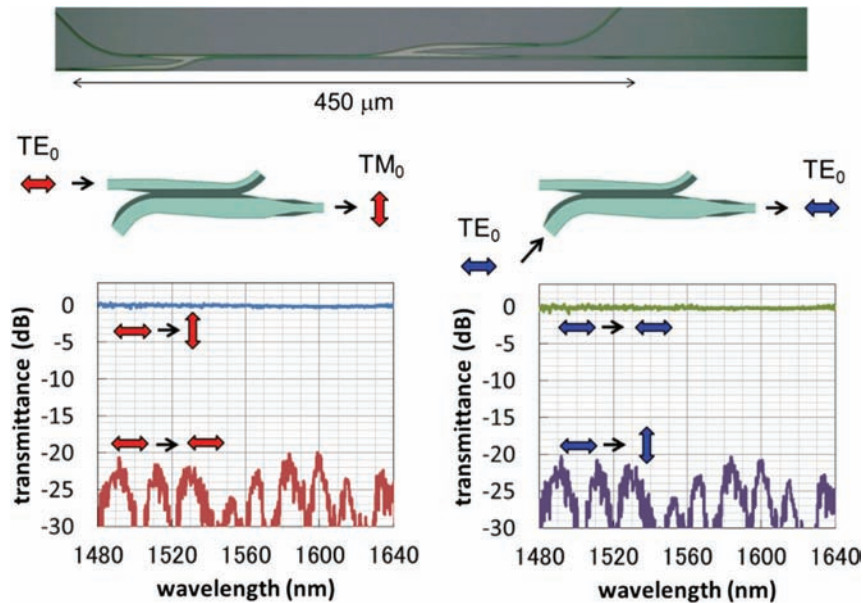 450 μm
TE0
TM0
TE0
TE0
transmittance (dB)
0
-5
-10
-15
-20
-25
-30
1480 1520 1560 1600 1640
wavelength (nm)
transmittance (dB)
0
-5
-10
-15
-20
-25
-30
1480 1520 1560 1600 1640
wavelength (nm)